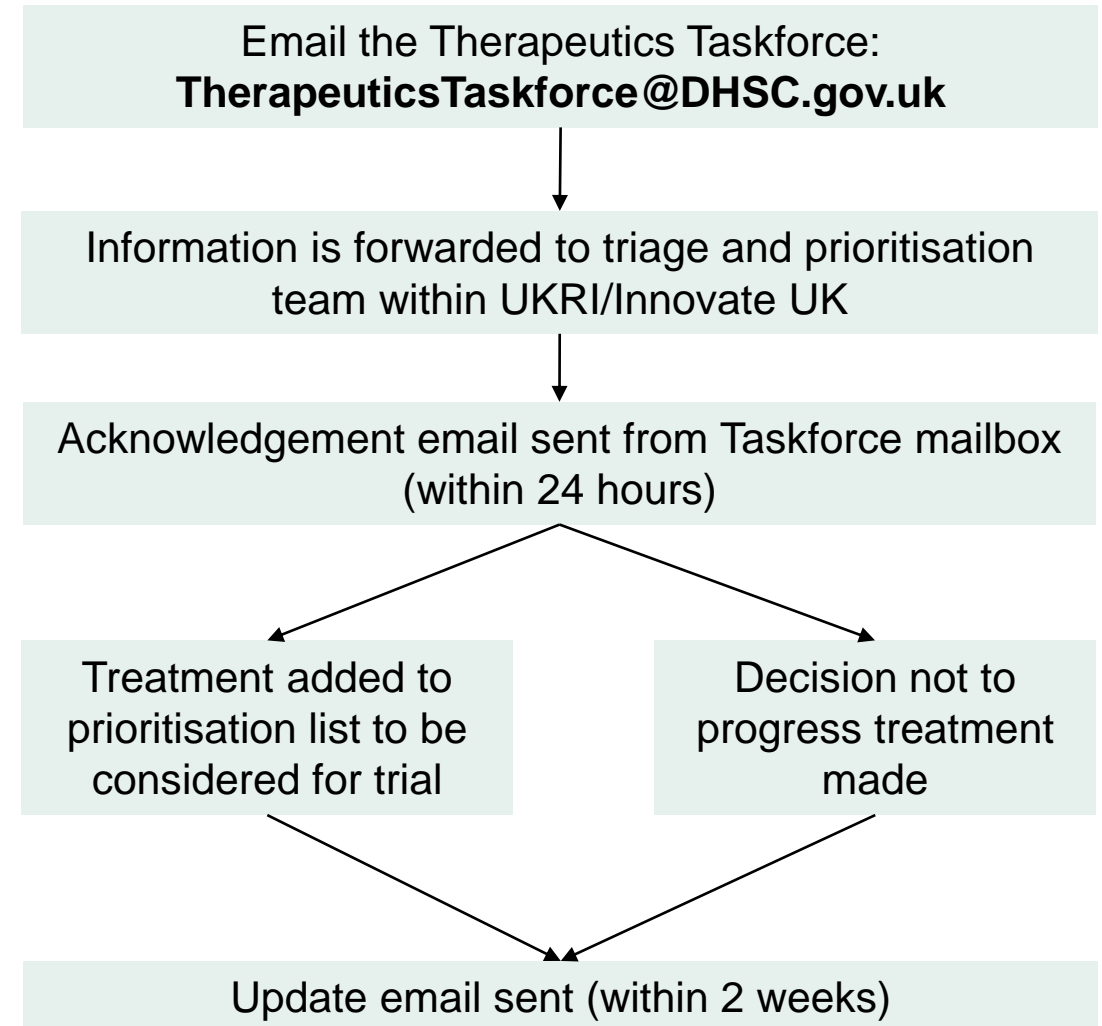 Email the Therapeutics Taskforce:
TherapeuticsTaskforce@DHSC.gov.uk
Information is forwarded to triage and prioritisation
team within UKRI/Innovate UK
Acknowledgement email sent from Taskforce mailbox
(within 24 hours)
Treatment added to
prioritisation list to be
considered for trial
Decision not to
progress treatment
made
Update email sent (within 2 weeks)